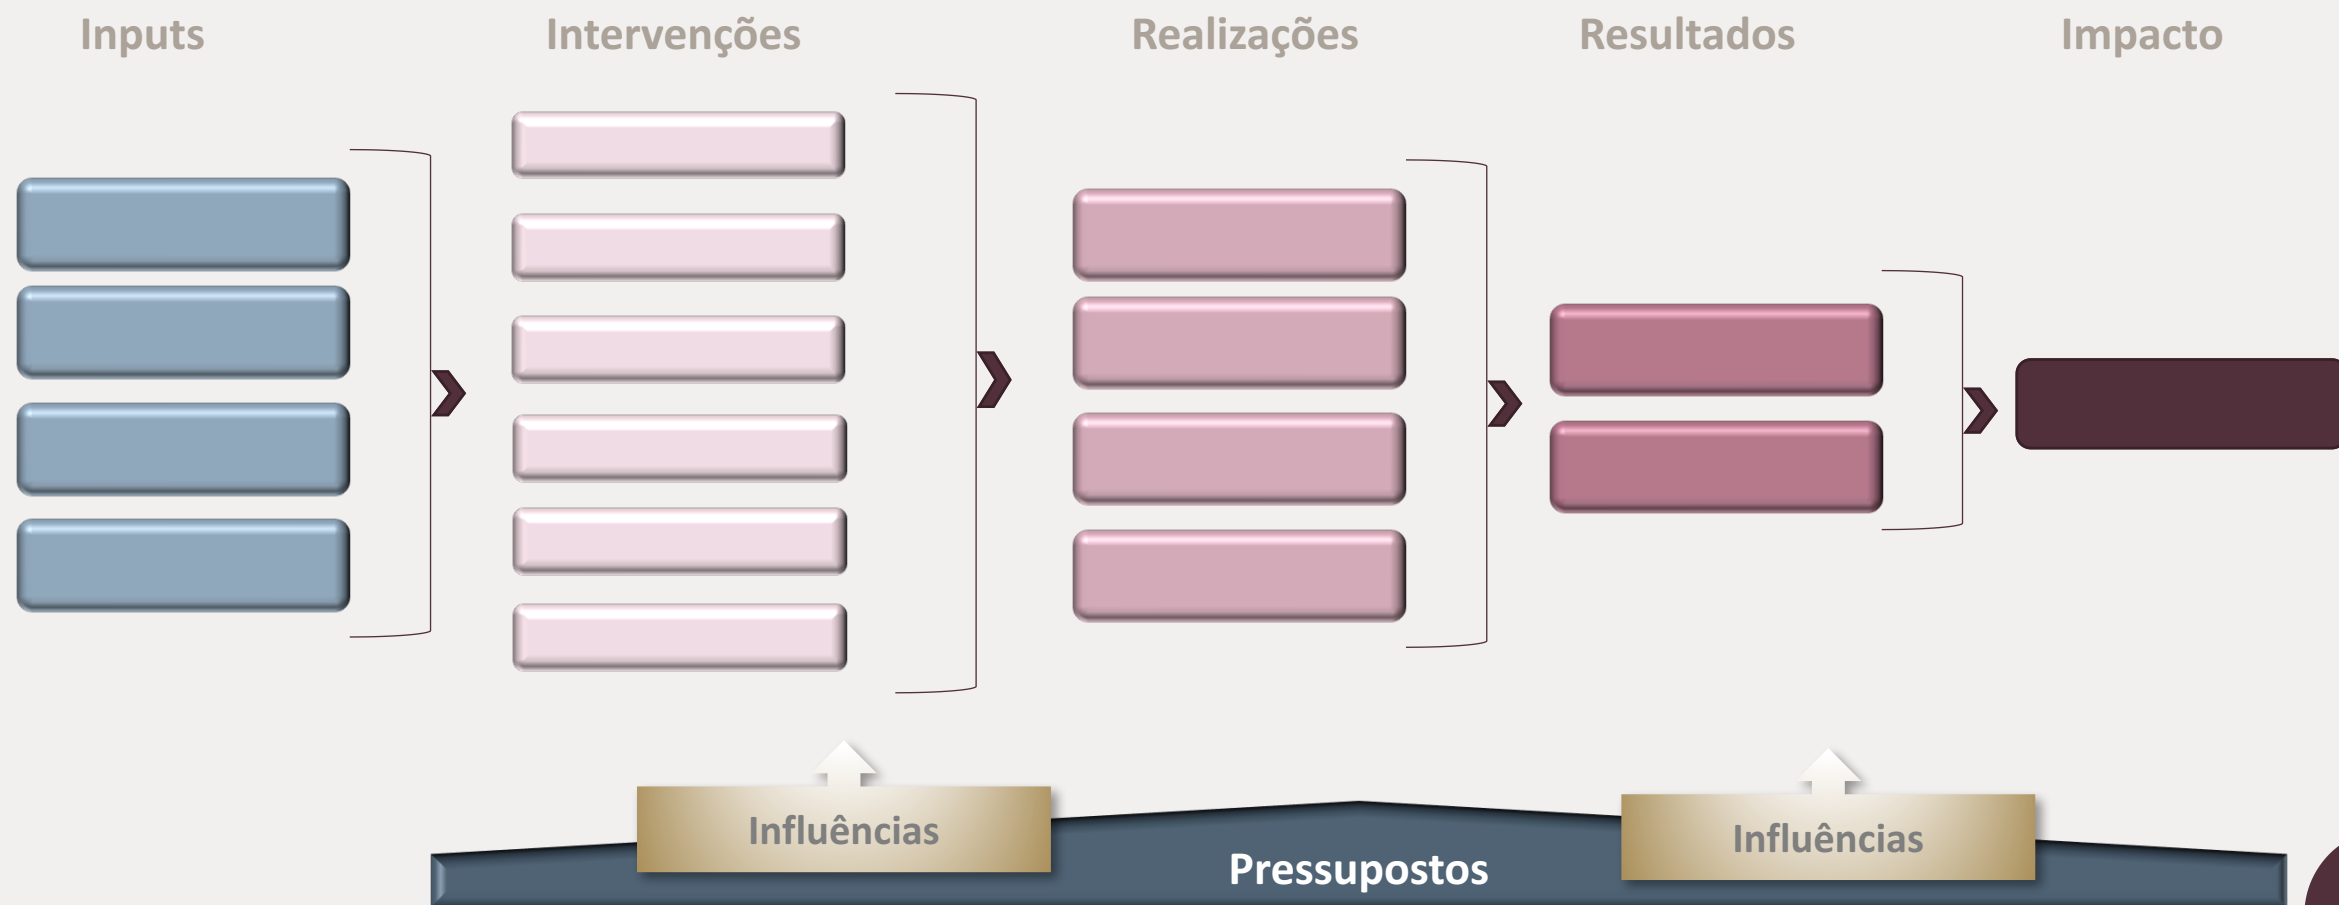 Inputs
Intervenções
Realizações
Resultados
Impacto
Influências
Influências
Pressupostos